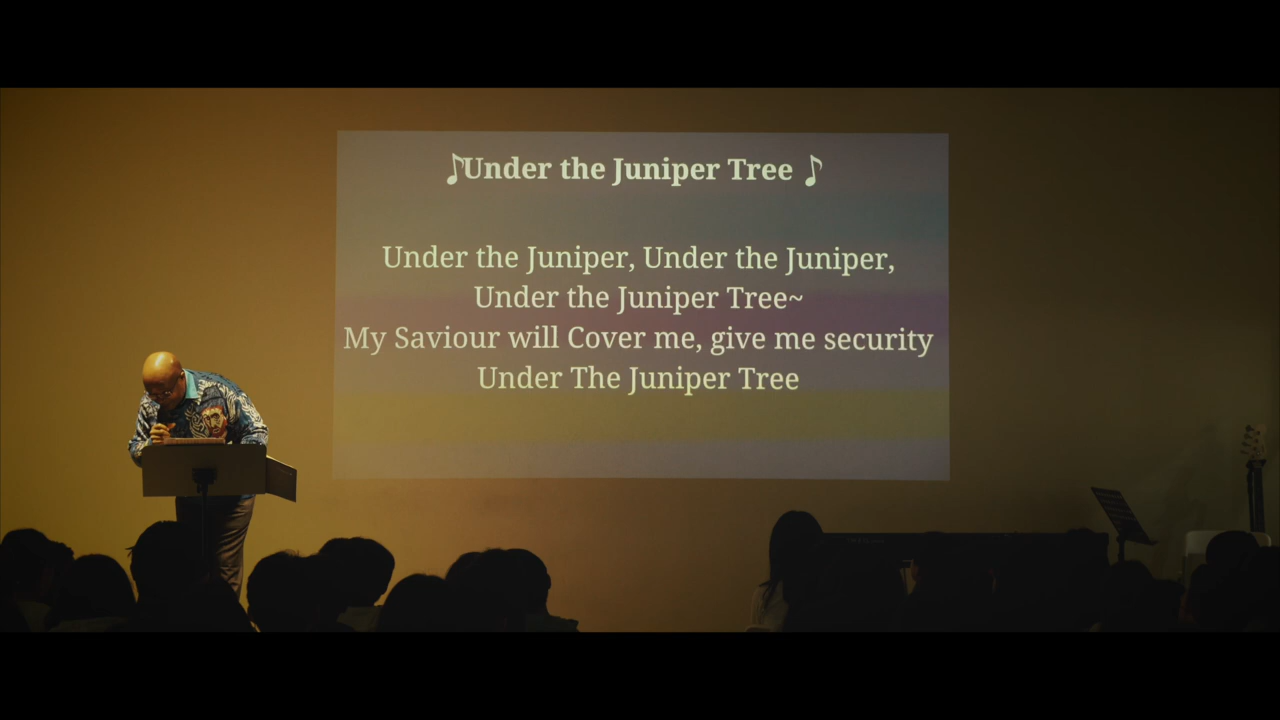 ♪Under the Juniper Tree ♪
Under the Juniper, Under the Juniper,
Under the Juniper Tree~
My Saviour will Cover me, give me security
Under The Juniper Tree